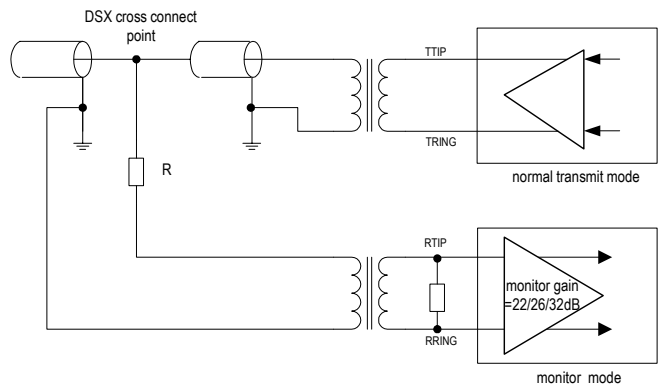 DSX cross connect
point
TTIP
TRING
normal transmit mode
R
RTIP
monitor gain
=22/26/32dB
RRING
monitor mode